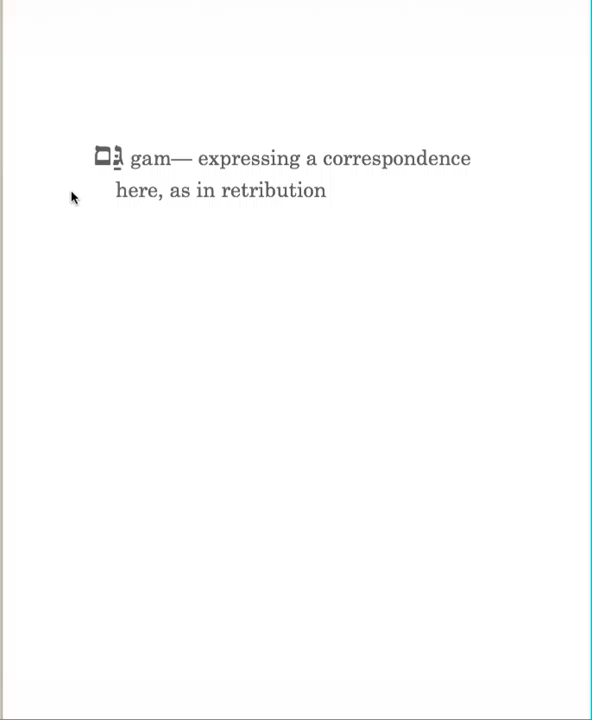 גַּם gam— expressing a correspondence
here, as in retribution